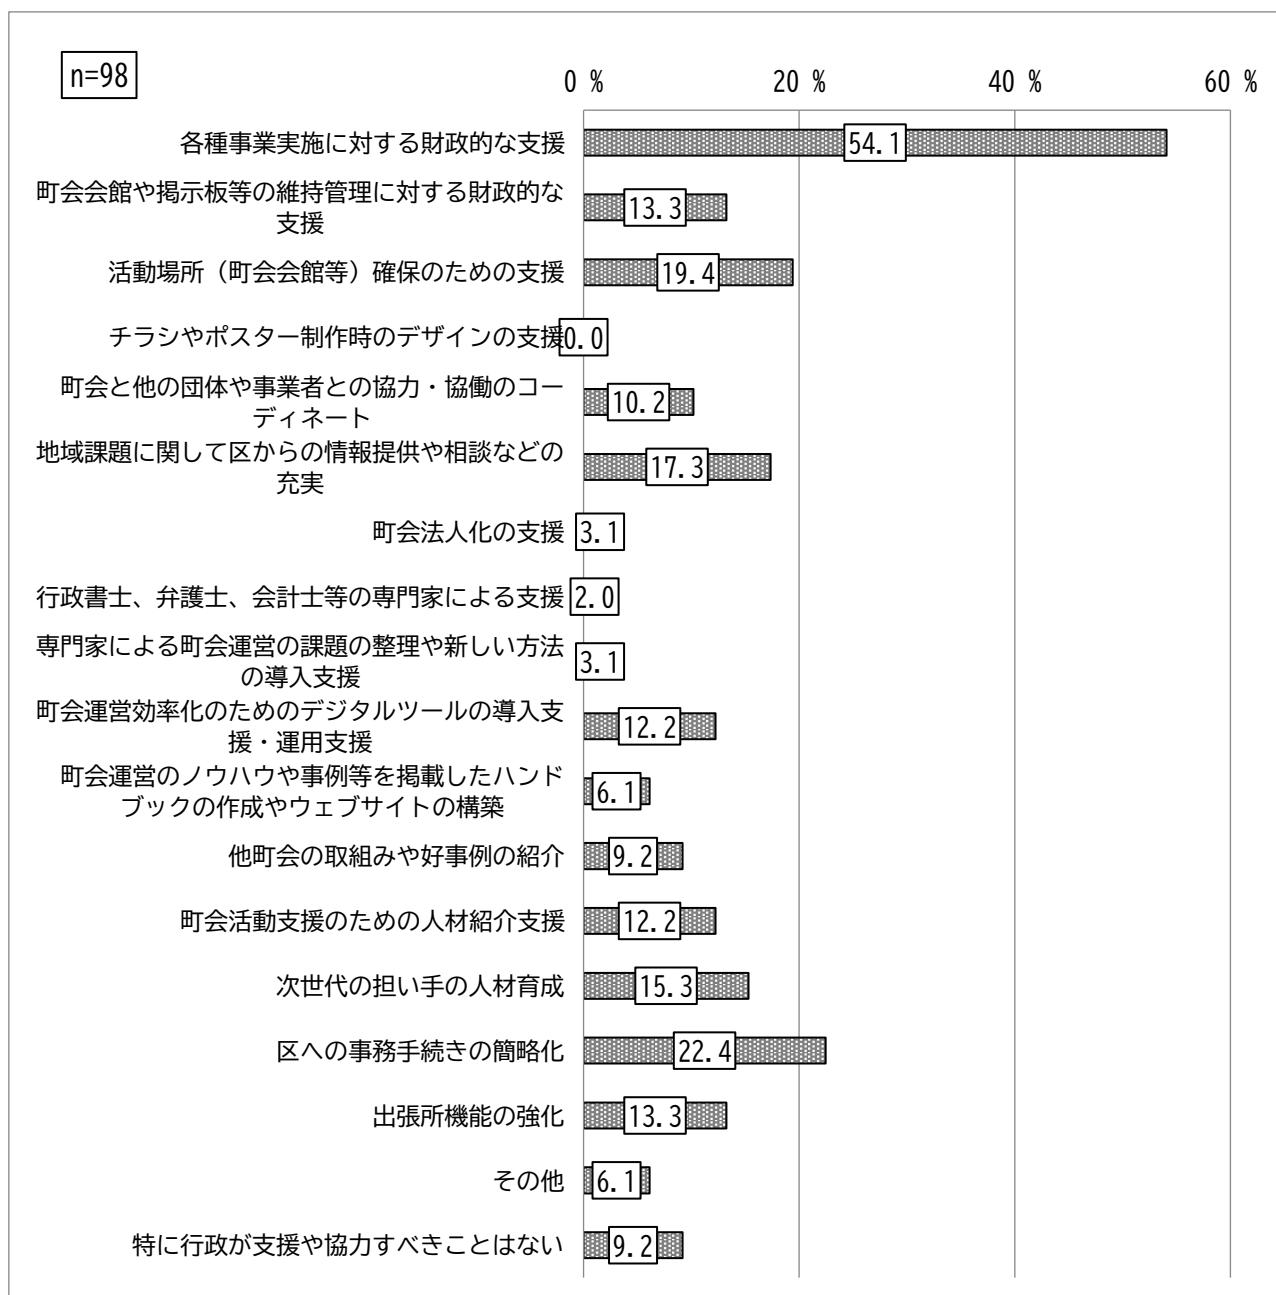 n=98
0 % 20 % 40 % 60 %
各種事業実施に対する財政的な支援 54.1
町会会館や掲示板等の維持管理に対する財政的な
支援 13.3
活動場所（町会会館等）確保のための支援 19.4
チラシやポスター制作時のデザインの支援 0.0
町会と他の団体や事業者との協力・協働のコー
ディネート 10.2
地域課題に関して区からの情報提供や相談などの
充実 17.3
町会法人化の支援 3.1
行政書士、弁護士、会計士等の専門家による支援 2.0
専門家による町会運営の課題の整理や新しい方法
の導入支援 3.1
町会運営効率化のためのデジタルツールの導入支
援・運用支援 12.2
町会運営のノウハウや事例等を掲載したハンド
ブックの作成やウェブサイトの構築 6.1
他町会の取組みや好事例の紹介 9.2
町会活動支援のための人材紹介支援 12.2
次世代の担い手の人材育成 15.3
区への事務手続きの簡略化 22.4
出張所機能の強化 13.3
その他 6.1
特に行政が支援や協力すべきことはない 9.2